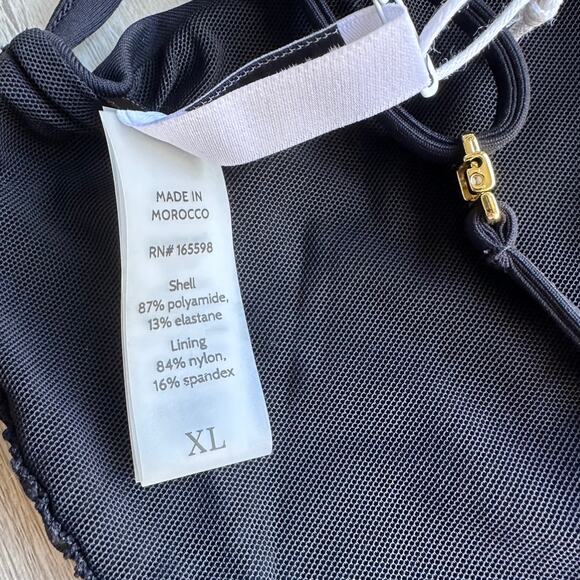 MADE IN
MOROCCO
RN# 165598
Shell
87% polyamide,
13% elastane
Lining
84% nylon,
16% spandex
XL